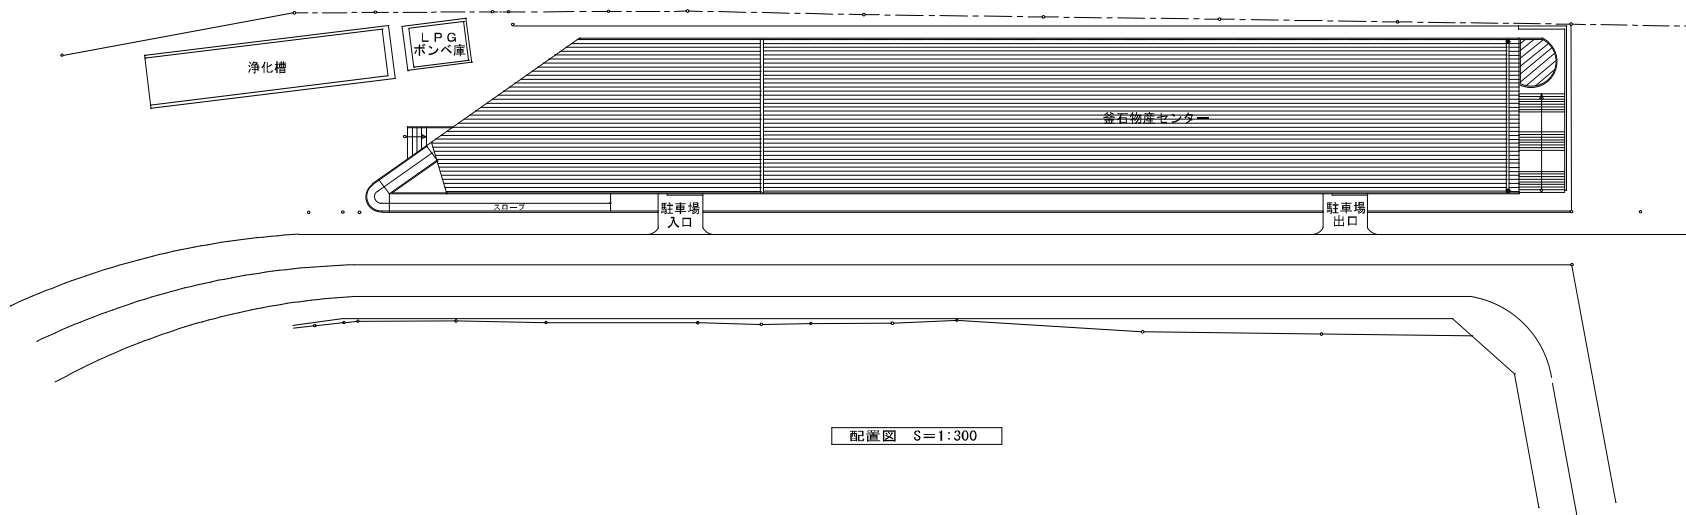 LPG
ボンベ庫
浄化槽
釜石物産センター
スロープ
駐車場
入口
駐車場
出口
配置図 S=1:300